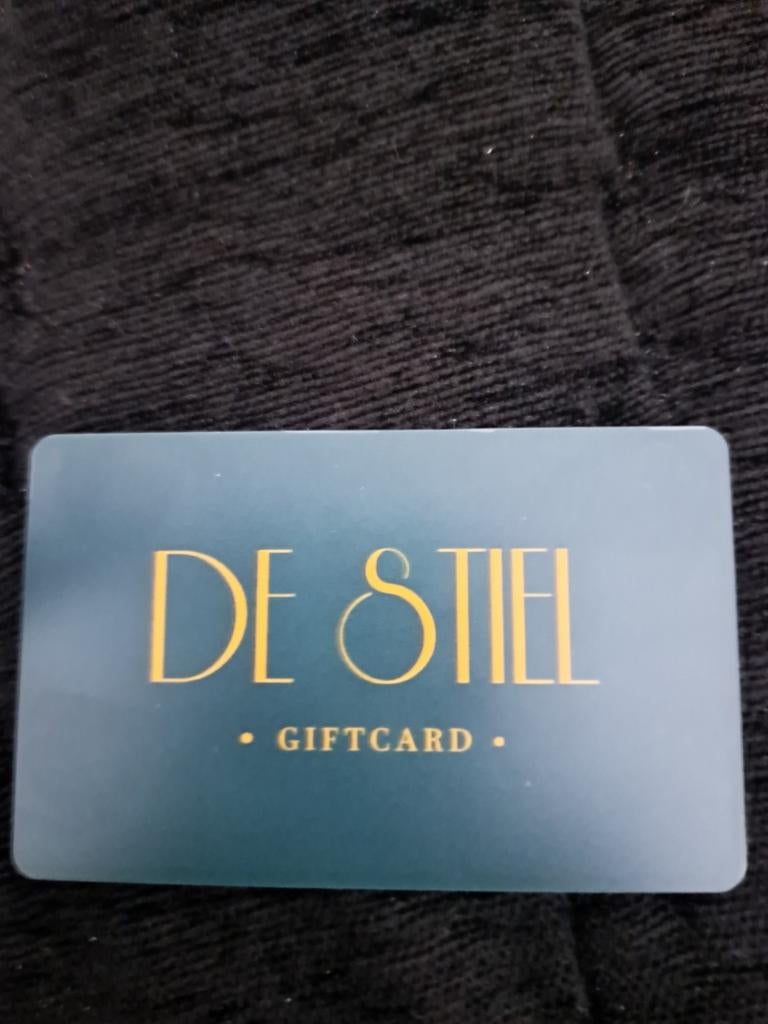 DE STIEL
• GIFTCARD •